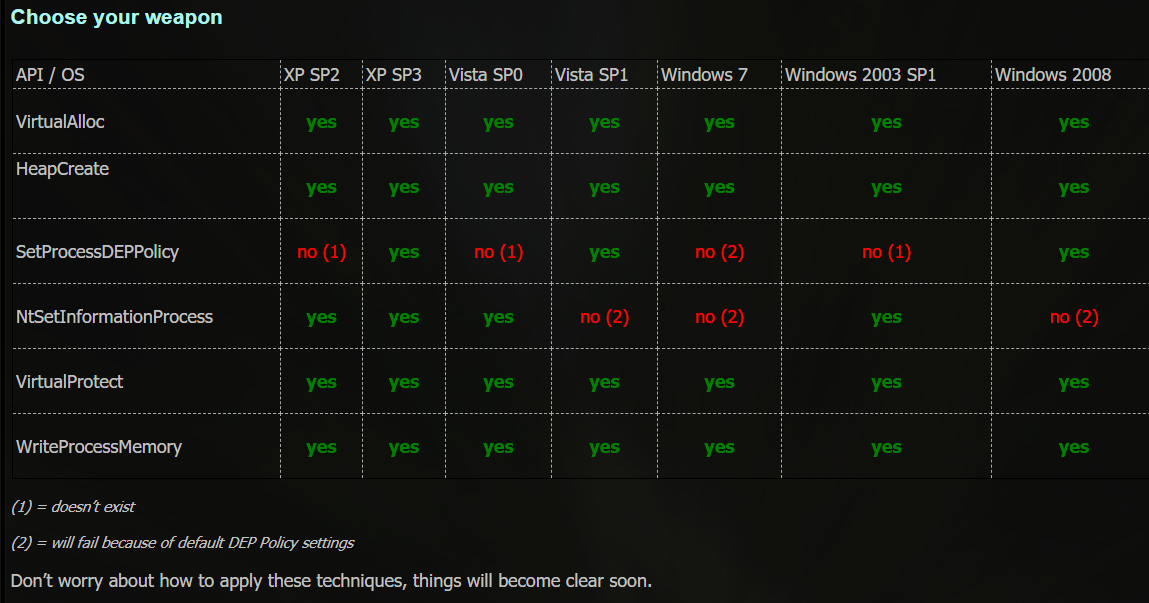 Choose your weapon
API / OS XP SP2 XP SP3 Vista SP0 Vista SP1 Windows 7 Windows 2003 SP1 Windows 2008
VirtualAlloc yes yes yes yes yes yes yes
HeapCreate yes yes yes yes yes yes yes
SetProcessDEPPolicy no (1) yes no (1) yes no (2) no (1) yes
NtSetInformationProcess yes yes yes no (2) no (2) yes no (2)
VirtualProtect yes yes yes yes yes yes yes
WriteProcessMemory yes yes yes yes yes yes yes
(1) = doesn’t exist
(2) = will fail because of default DEP Policy settings
Don’t worry about how to apply these techniques, things will become clear soon.